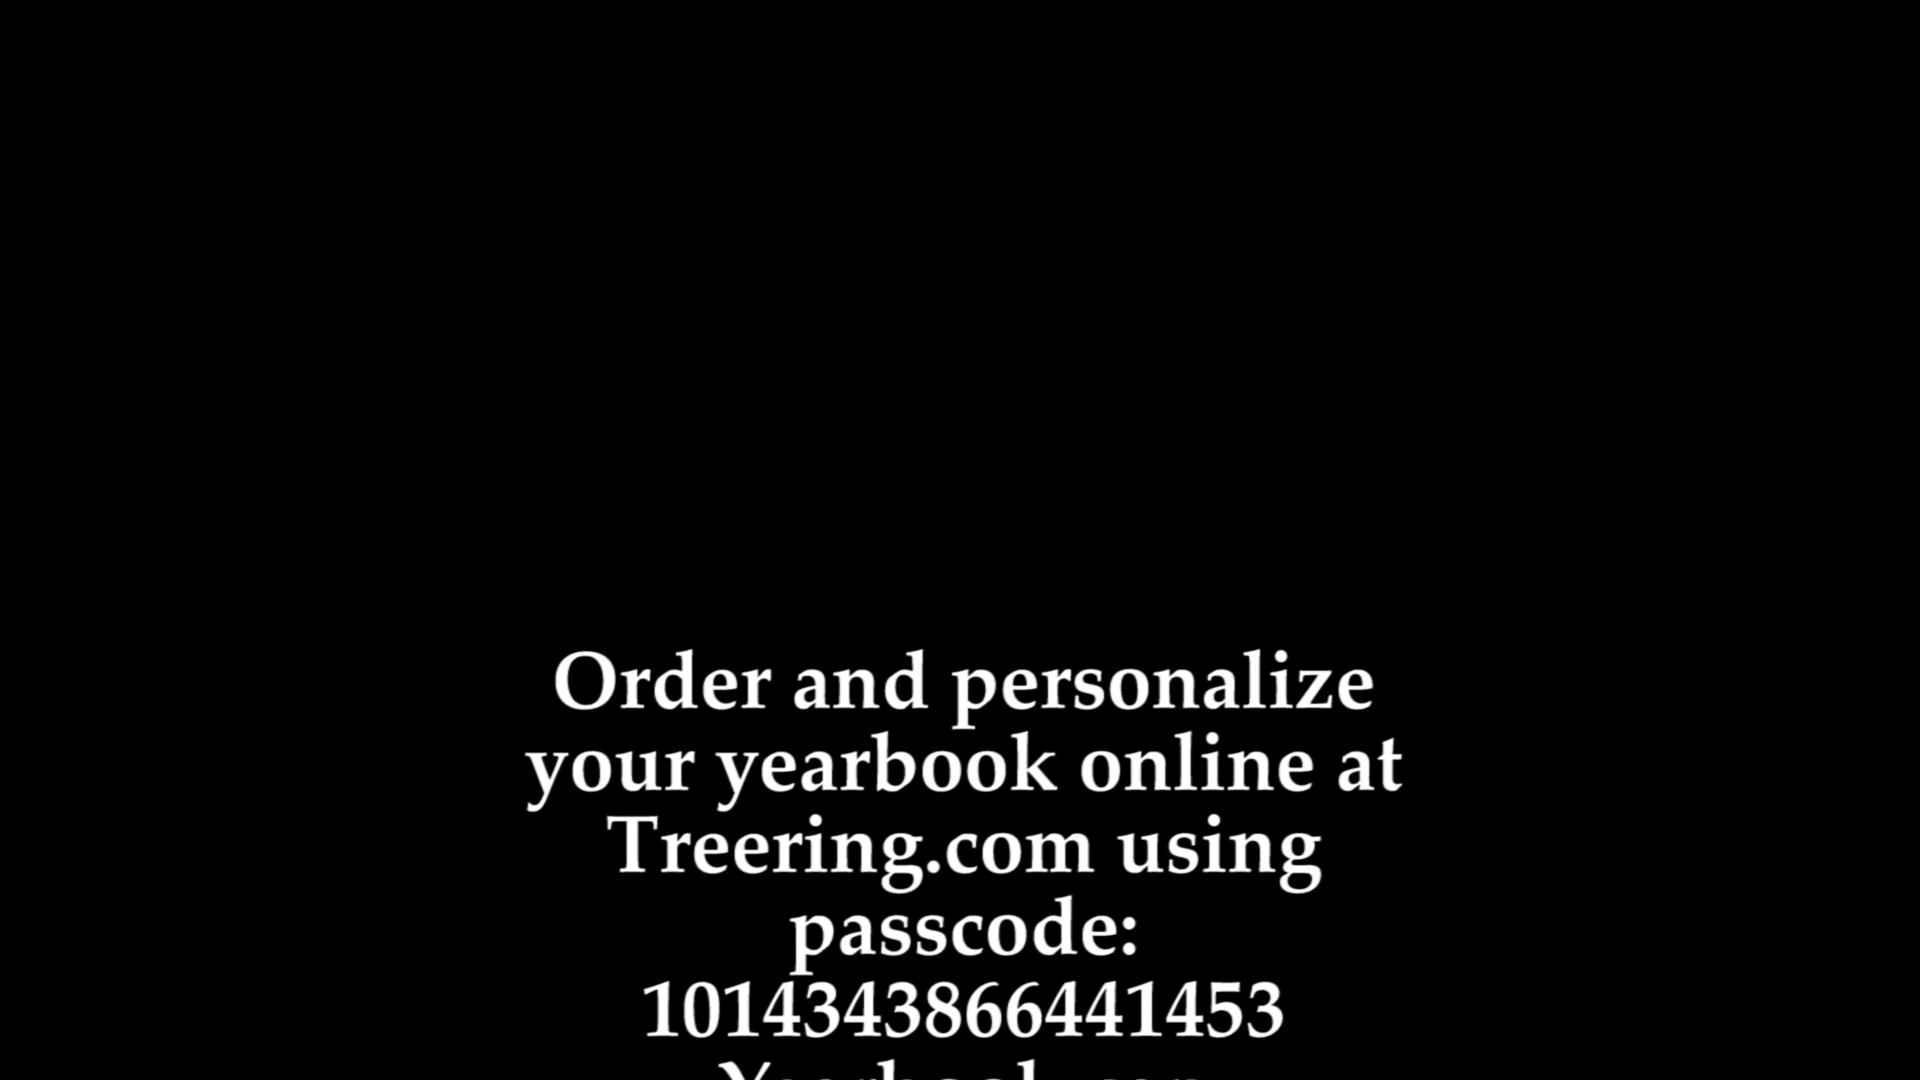 Order and personalize
your yearbook online at
Treering.com using
passcode:
1014343866441453